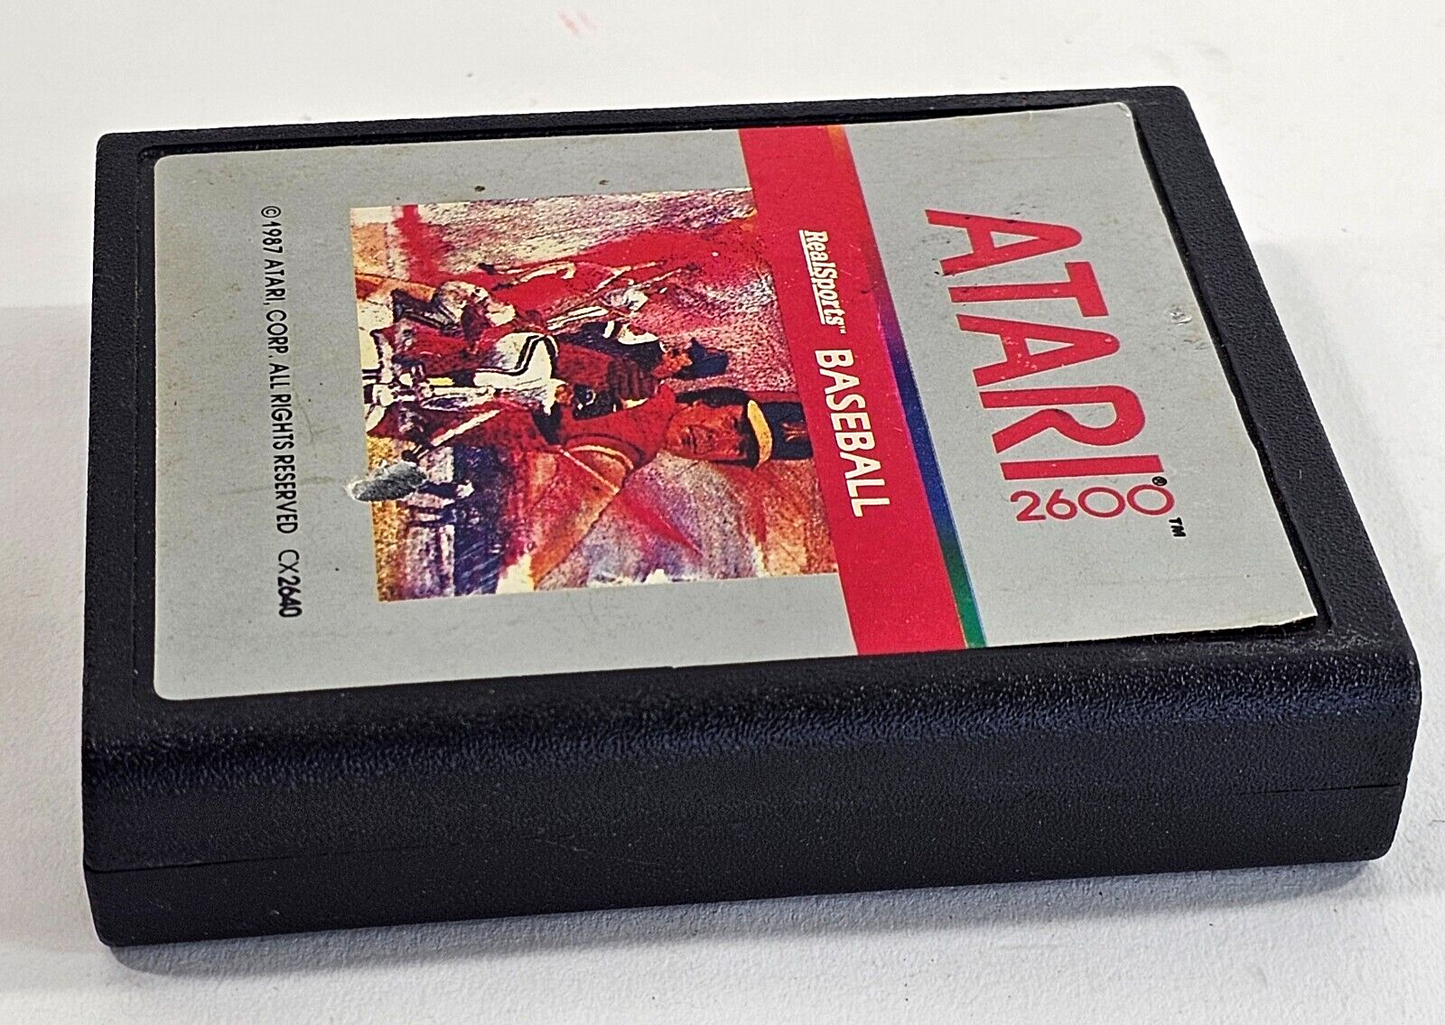 ATARI®
2600™
RealSports™ BASEBALL
© 1987 ATARI, CORP. ALL RIGHTS RESERVED CX2640